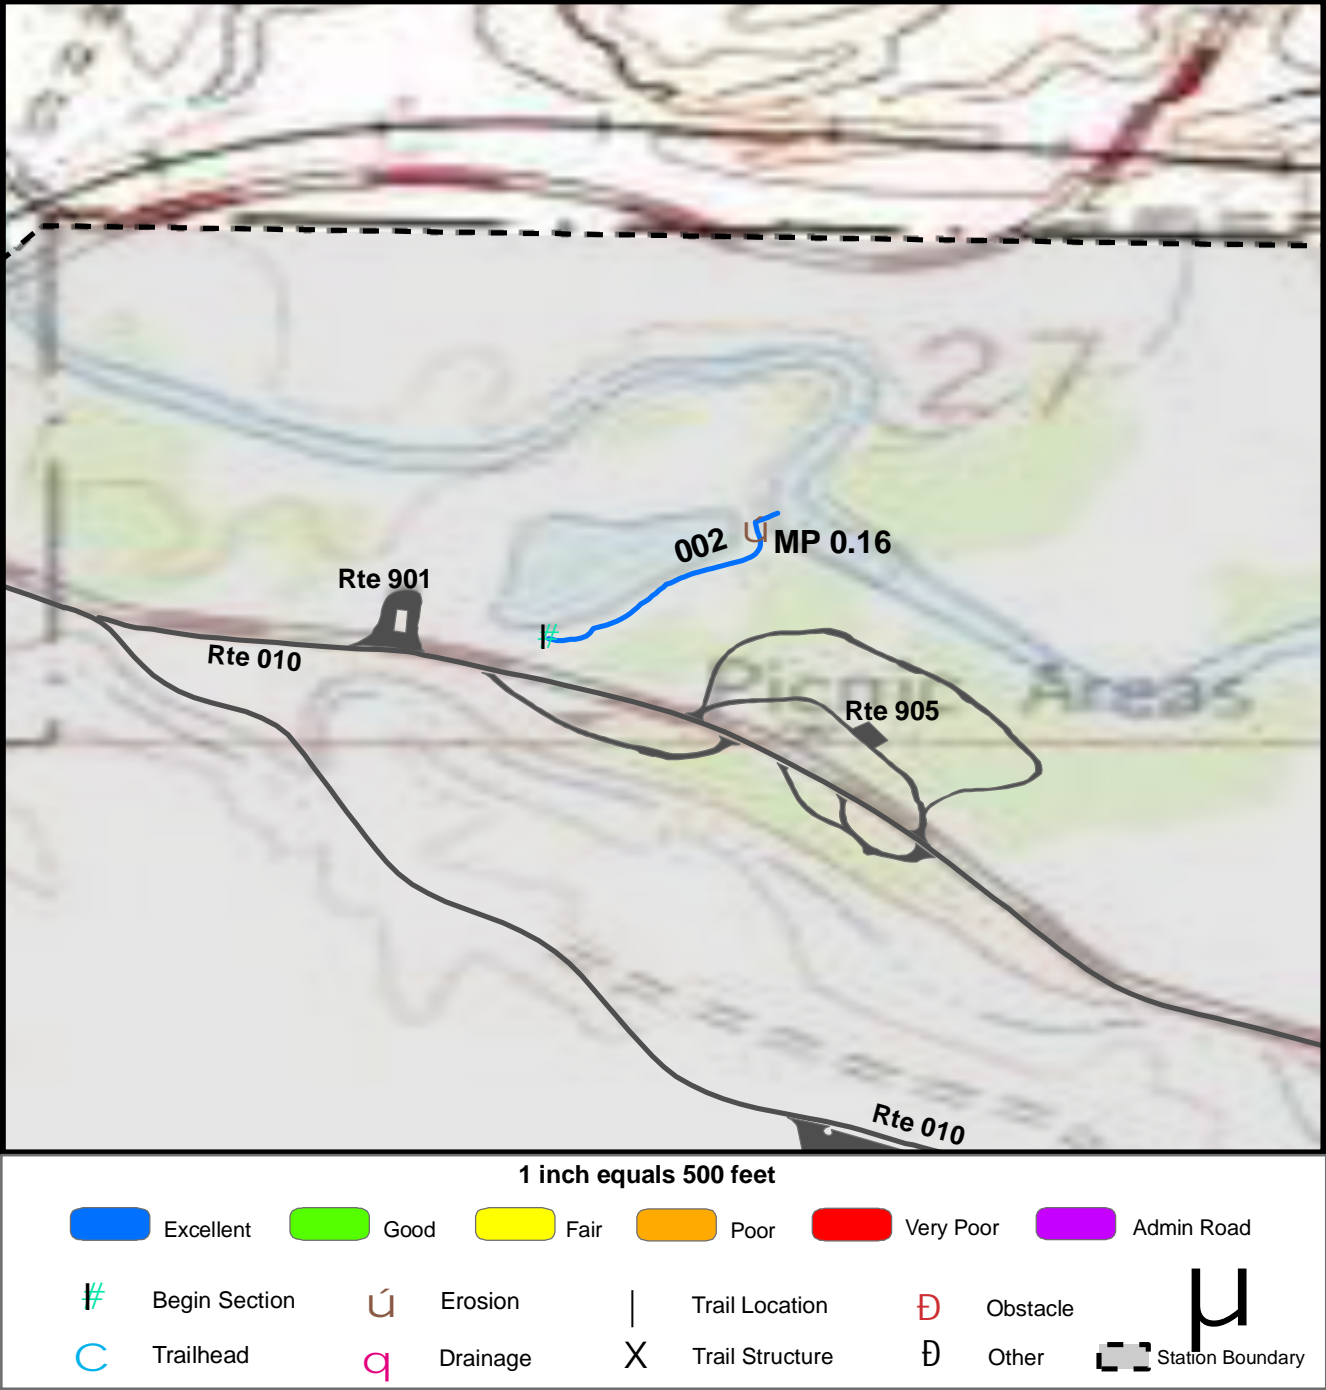 27
002
ú MP 0.16
Rte 901
#
Rte 010
Picnic Areas
Rte 905
Rte 010
1 inch equals 500 feet
Excellent Good Fair Poor Very Poor Admin Road
# Begin Section ú Erosion | Trail Location Đ Obstacle µ
C Trailhead q Drainage X Trail Structure Đ Other Station Boundary